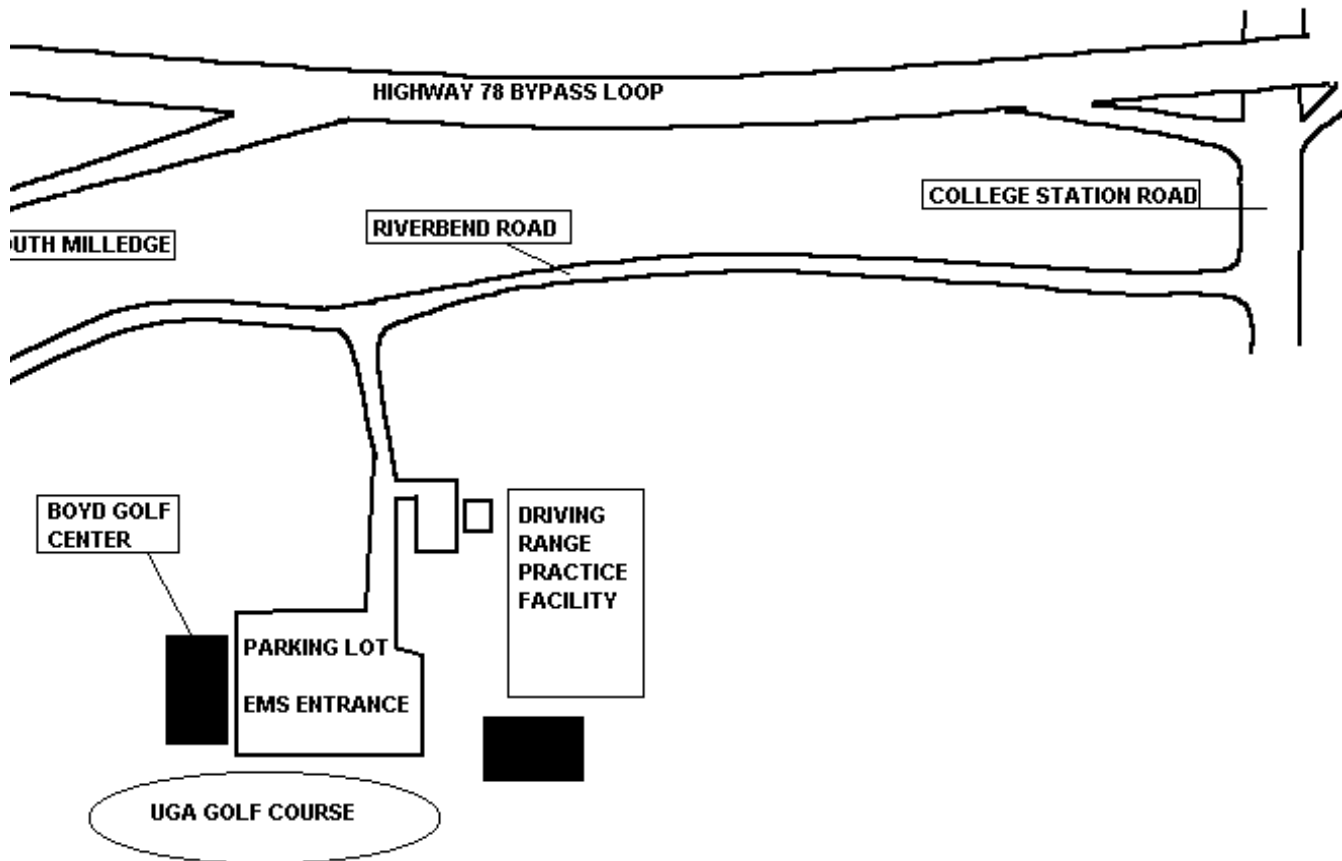 HIGHWAY 78 BYPASS LOOP
COLLEGE STATION ROAD
RIVERBEND ROAD
OUTH MILLEDGE
BOYD GOLF
CENTER
DRIVING
RANGE
PRACTICE
FACILITY
PARKING LOT
EMS ENTRANCE
UGA GOLF COURSE